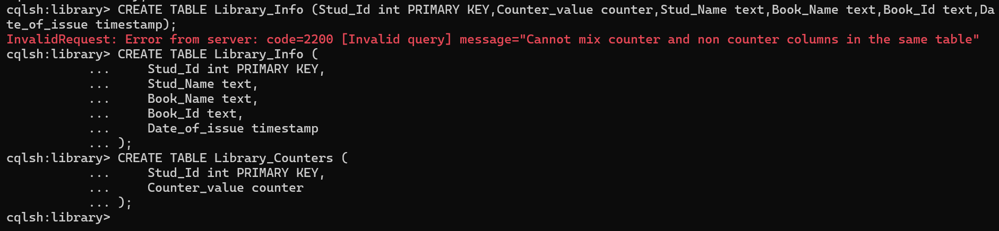 cqlsh:library> CREATE TABLE Library_Info (Stud_Id int PRIMARY KEY,Counter_value counter,Stud_Name text,Book_Name text,Book_Id text,Da
te_of_issue timestamp);
InvalidRequest: Error from server: code=2200 [Invalid query] message="Cannot mix counter and non counter columns in the same table"
cqlsh:library> CREATE TABLE Library_Info (
... Stud_Id int PRIMARY KEY,
... Stud_Name text,
... Book_Name text,
... Book_Id text,
... Date_of_issue timestamp
... );
cqlsh:library> CREATE TABLE Library_Counters (
... Stud_Id int PRIMARY KEY,
... Counter_value counter
... );
cqlsh:library>